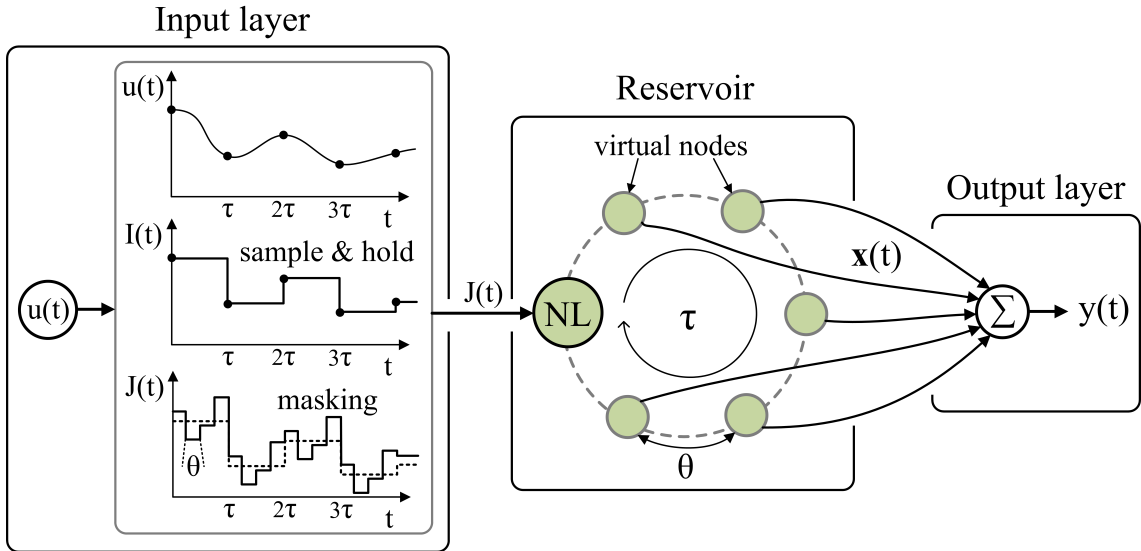 Input layer
u(t)
τ 2τ 3τ t
I(t)
sample & hold
τ 2τ 3τ t
J(t)
masking
θ
τ 2τ 3τ t
u(t)
J(t)
Reservoir
virtual nodes
NL
τ
θ
x(t)
Output layer
Σ
y(t)